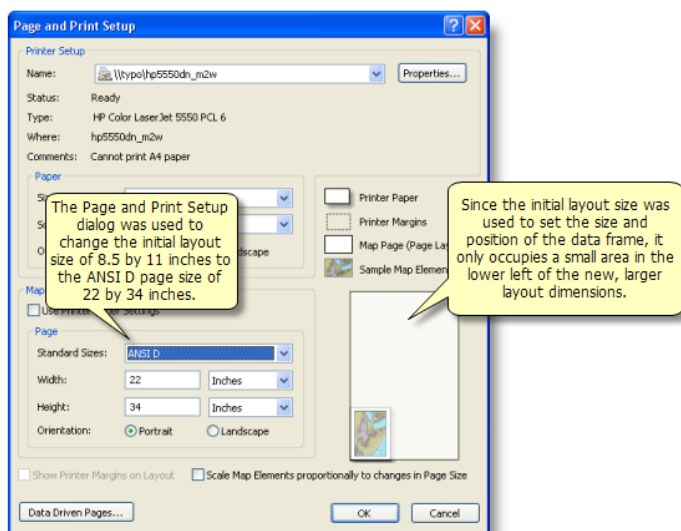 Page and Print Setup
Printer Setup
Name: \\typo\hp5550dn_m2w Properties...
Status: Ready
Type: HP Color LaserJet 5550 PCL 6
Where: hp5550dn_m2w
Comments: Cannot print A4 paper
Paper
Printer Paper
Printer Margins
Map Page (Page La
Sample Map Elemen
The Page and Print Setup
dialog was used to
change the initial layout
size of 8.5 by 11 inches to
the ANSI D page size of
22 by 34 inches.
Since the initial layout size was
used to set the size and
position of the data frame, it
only occupies a small area in the
lower left of the new, larger
layout dimensions.
dscape
Map
Use Printer Settings
Page
Standard Sizes: ANSI D
Width: 22 Inches
Height: 34 Inches
Orientation: Portrait Landscape
Show Printer Margins on Layout Scale Map Elements proportionally to changes in Page Size
Data Driven Pages... OK Cancel